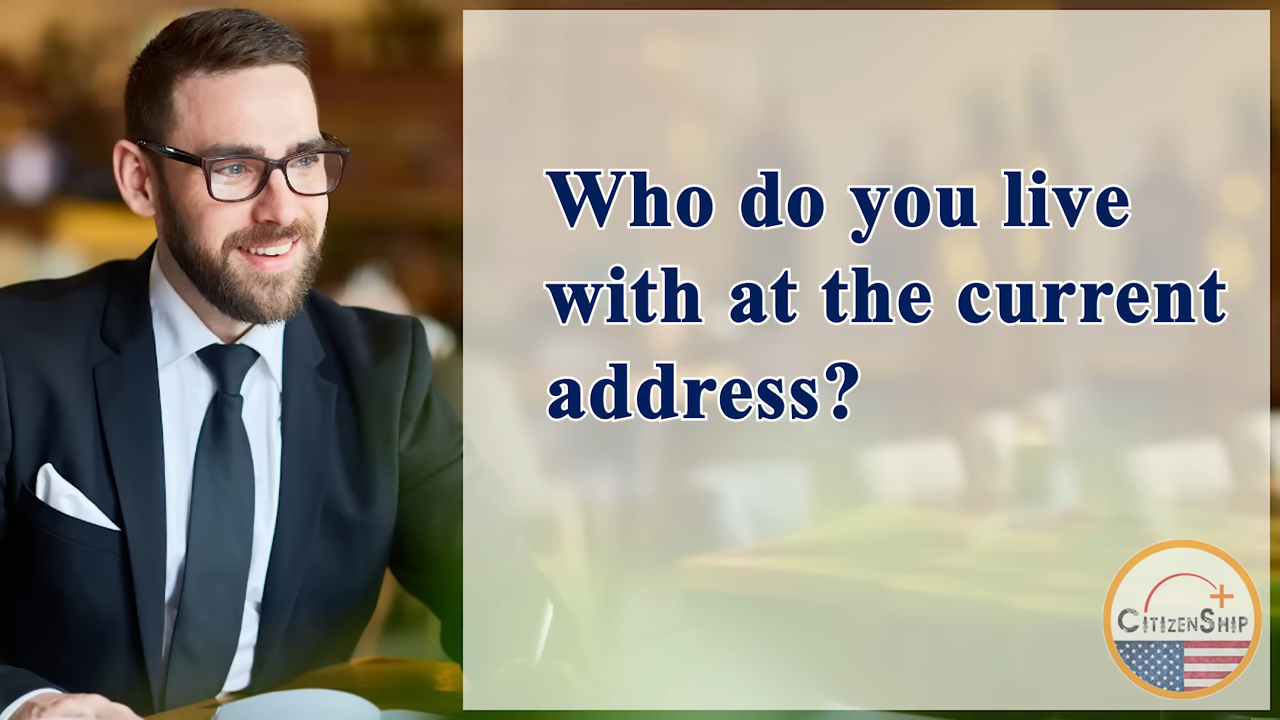 Who do you live
with at the current
address?
CITIZENSHIP